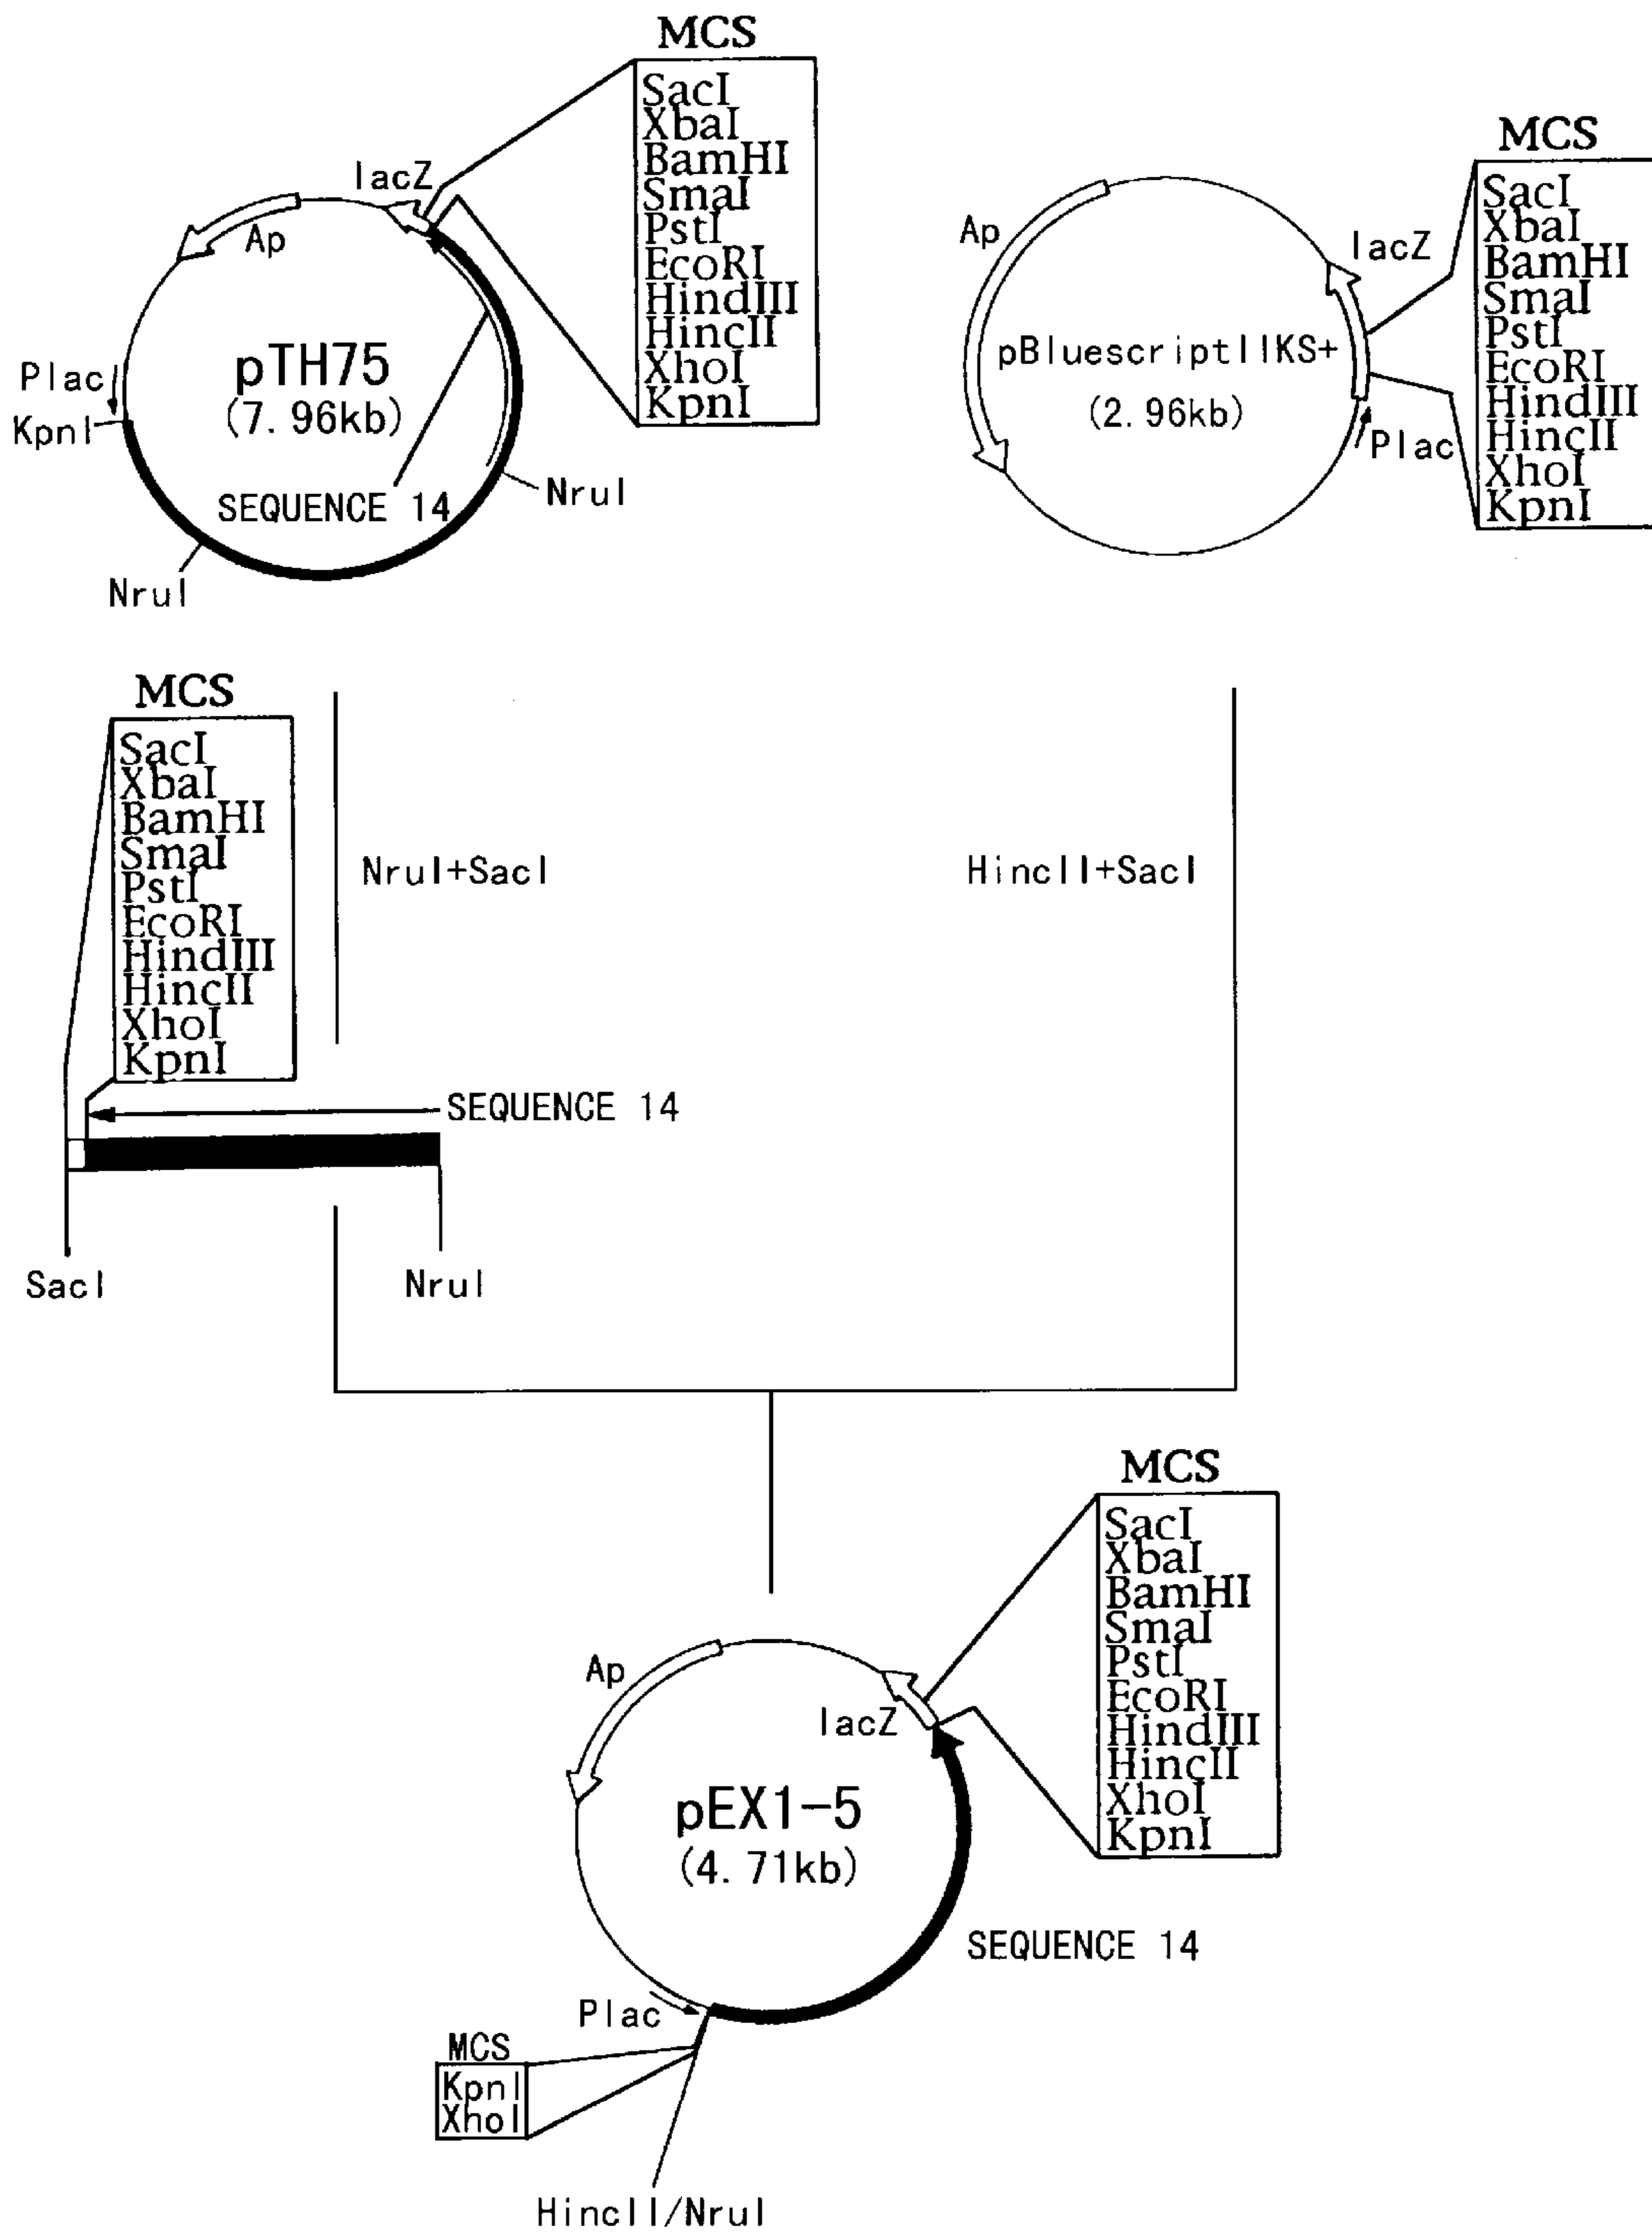 MCS
SacI
XbaI
BamHI
SmaI
PstI
EcoRI
HindIII
HincII
XhoI
KpnI
lacZ
Ap
pTH75
(7.96kb)
Plac
KpnI
SEQUENCE 14
NruI
NruI
MCS
SacI
XbaI
BamHI
SmaI
PstI
EcoRI
HindIII
HincII
XhoI
KpnI
Ap
lacZ
pBluescriptIIKS+
(2.96kb)
Plac
MCS
SacI
XbaI
BamHI
SmaI
PstI
EcoRI
HindIII
HincII
XhoI
KpnI
NruI+SacI
HincII+SacI
SEQUENCE 14
SacI
NruI
MCS
SacI
XbaI
BamHI
SmaI
PstI
EcoRI
HindIII
HincII
XhoI
KpnI
Ap
lacZ
pEX1-5
(4.71kb)
SEQUENCE 14
Plac
MCS
KpnI
XhoI
HincII/NruI